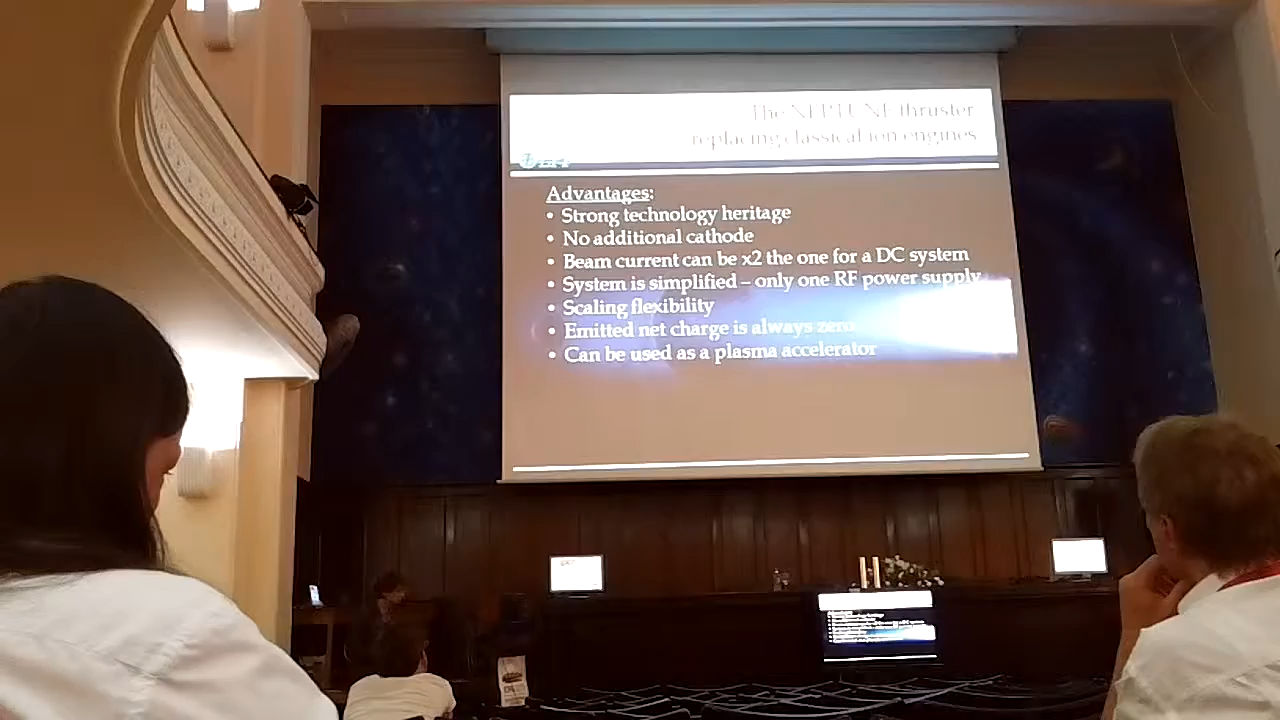 The NEPTUNE thruster
replacing classical ion engines
Advantages:
• Strong technology heritage
• No additional cathode
• Beam current can be x2 the one for a DC system
• System is simplified – only one RF power supply
• Scaling flexibility
• Emitted net charge is always zero
• Can be used as a plasma accelerator